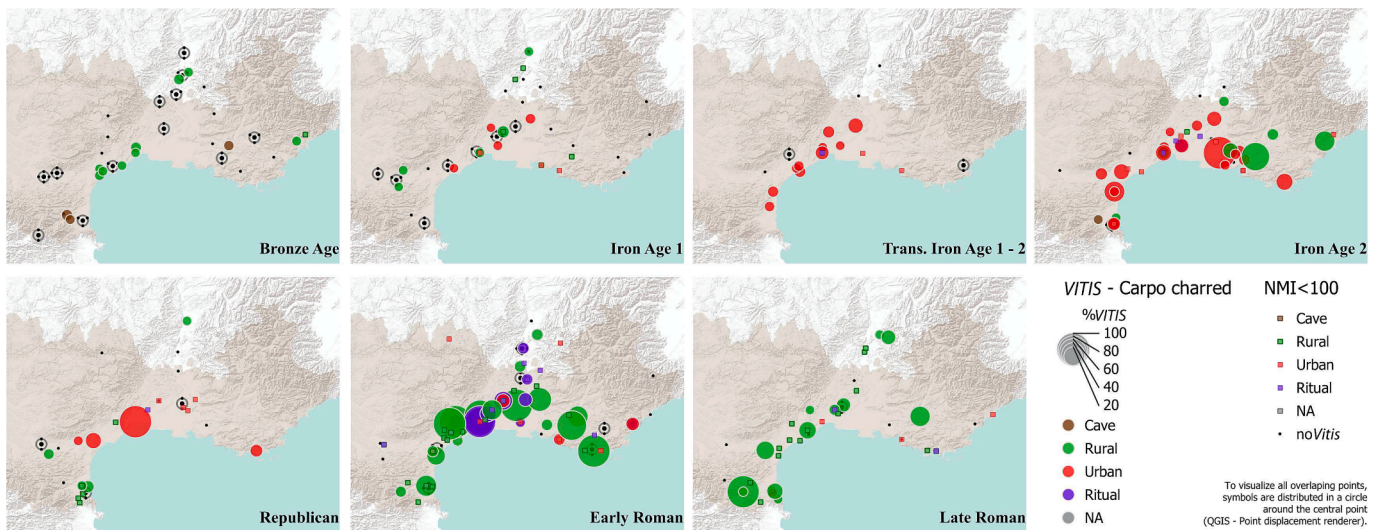 Bronze Age
Iron Age 1
Trans. Iron Age 1 - 2
Iron Age 2
Republican
Early Roman
Late Roman
VITIS - Carpo charred
%VITIS
100
80
60
40
20
Cave
Rural
Urban
Ritual
NA
NMI<100
Cave
Rural
Urban
Ritual
NA
noVitis
To visualize all overlaping points,
symbols are distributed in a circle
around the central point
(QGIS - Point displacement renderer).